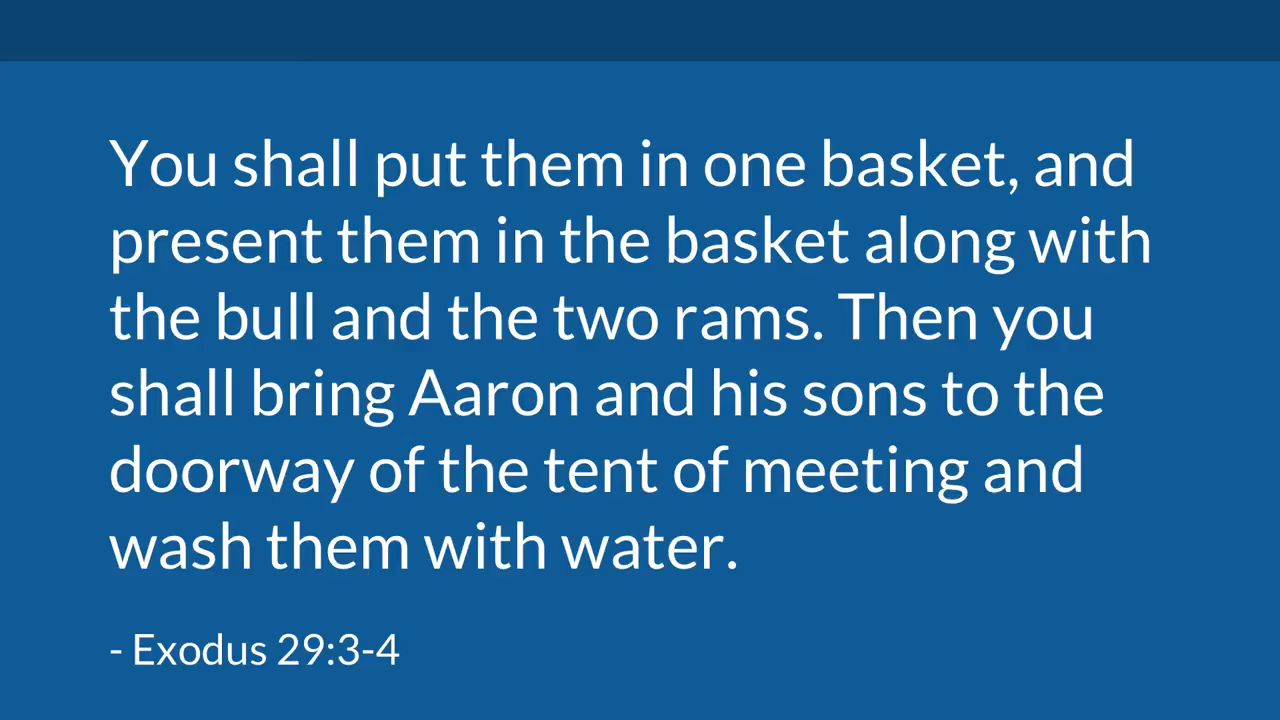 You shall put them in one basket, and
present them in the basket along with
the bull and the two rams. Then you
shall bring Aaron and his sons to the
doorway of the tent of meeting and
wash them with water.
- Exodus 29:3-4